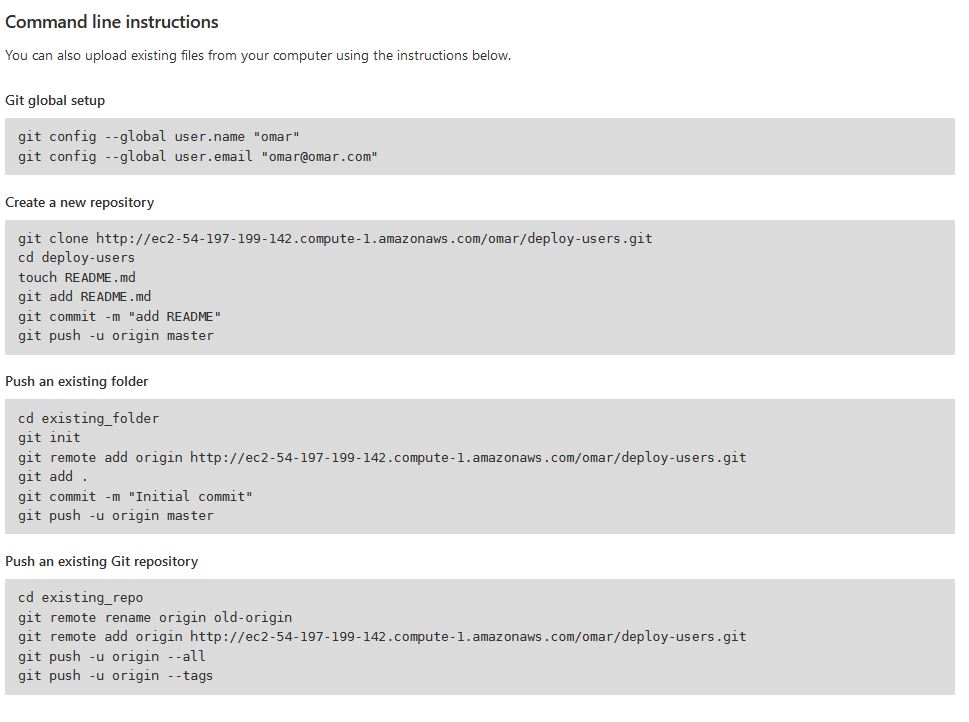 Command line instructions
You can also upload existing files from your computer using the instructions below.
Git global setup
git config --global user.name "omar"
git config --global user.email "omar@omar.com"
Create a new repository
git clone http://ec2-54-197-199-142.compute-1.amazonaws.com/omar/deploy-users.git
cd deploy-users
touch README.md
git add README.md
git commit -m "add README"
git push -u origin master
Push an existing folder
cd existing_folder
git init
git remote add origin http://ec2-54-197-199-142.compute-1.amazonaws.com/omar/deploy-users.git
git add .
git commit -m "Initial commit"
git push -u origin master
Push an existing Git repository
cd existing_repo
git remote rename origin old-origin
git remote add origin http://ec2-54-197-199-142.compute-1.amazonaws.com/omar/deploy-users.git
git push -u origin --all
git push -u origin --tags